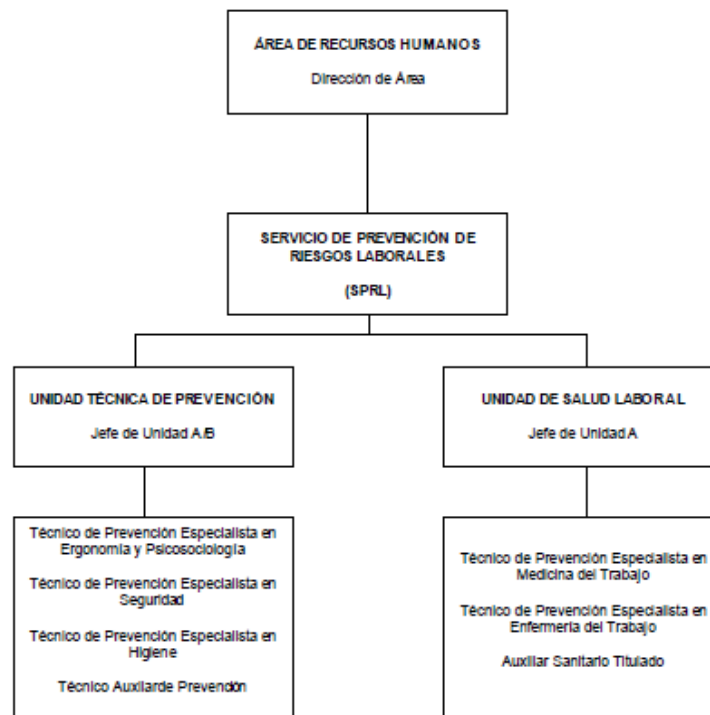 ÁREA DE RECURSOS HUMANOS
Dirección de Área
SERVICIO DE PREVENCIÓN DE
RIESGOS LABORALES
(SPRL)
UNIDAD TÉCNICA DE PREVENCIÓN
Jefe de Unidad A/B
UNIDAD DE SALUD LABORAL
Jefe de Unidad A
Técnico de Prevención Especialista en
Ergonomía y Psicosociología
Técnico de Prevención Especialista en
Seguridad
Técnico de Prevención Especialista en
Higiene
Técnico Auxiliar de Prevención
Técnico de Prevención Especialista en
Medicina del Trabajo
Técnico de Prevención Especialista en
Enfermería del Trabajo
Auxiliar Sanitario Titulado